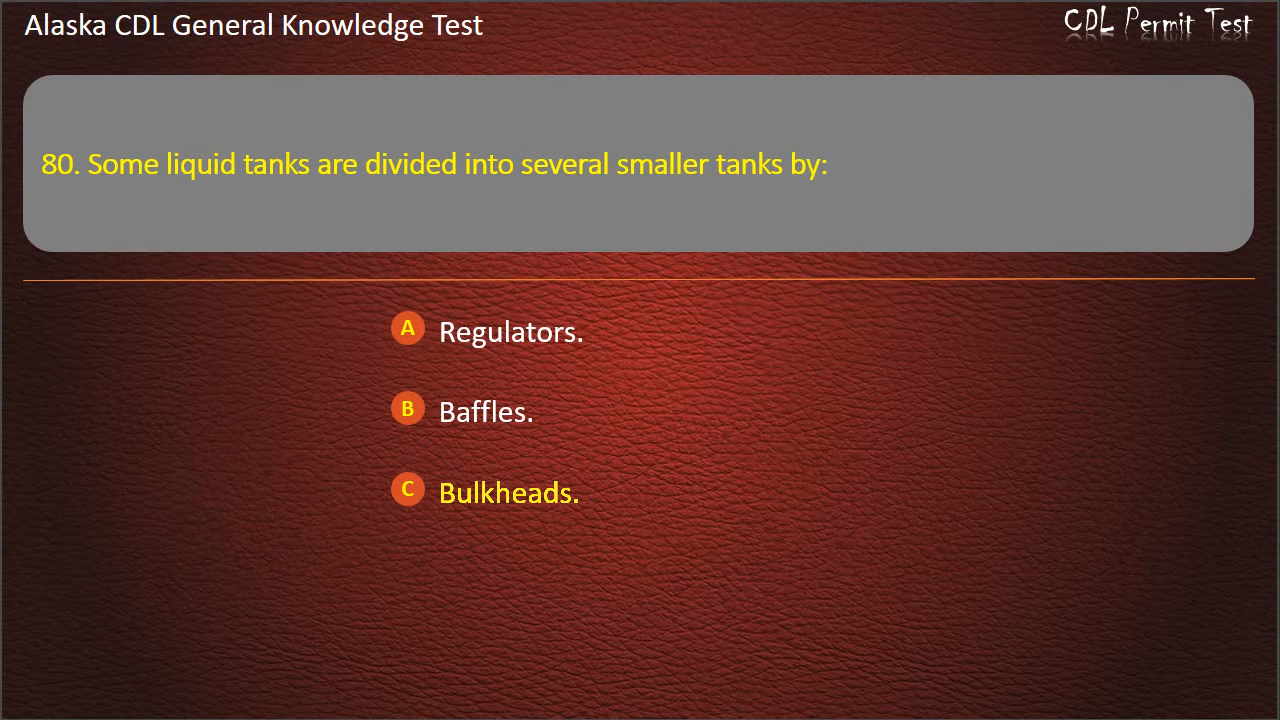 Alaska CDL General Knowledge Test
CDL Permit Test
80. Some liquid tanks are divided into several smaller tanks by:
A Regulators.
B Baffles.
C Bulkheads.